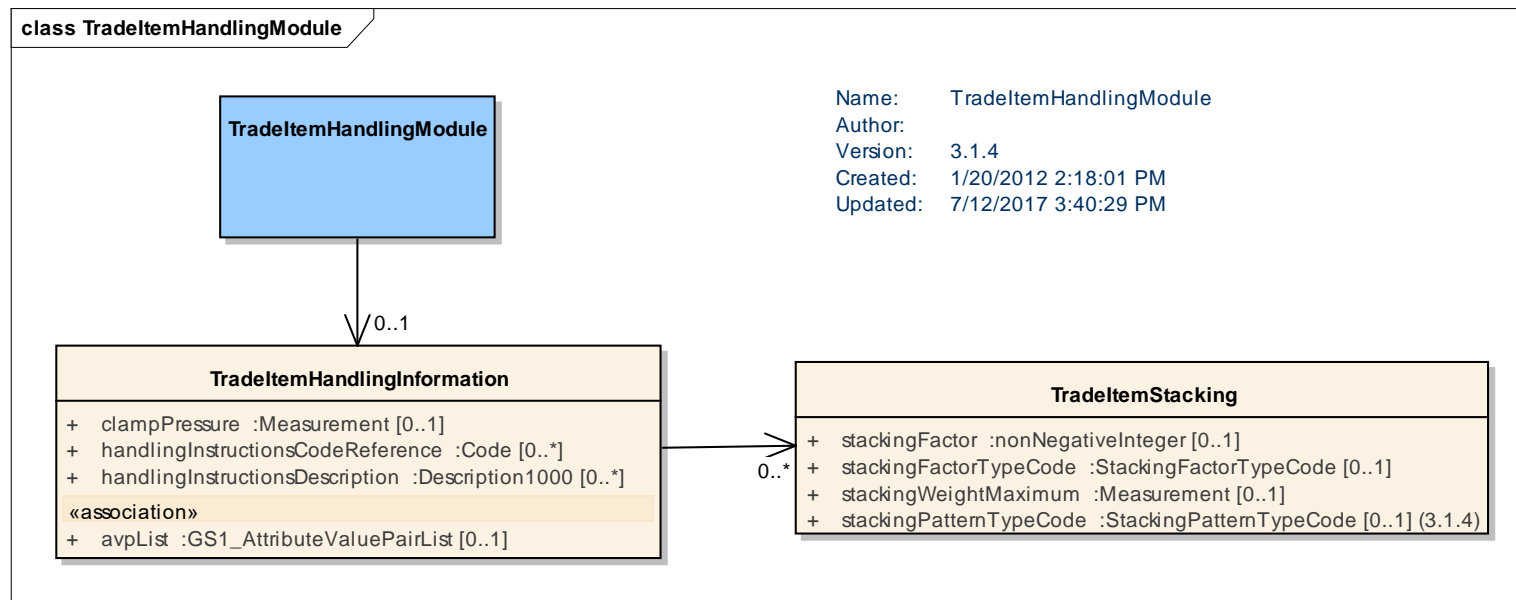 class TradeItemHandlingModule
TradeItemHandlingModule
Name: TradeItemHandlingModule
Author:
Version: 3.1.4
Created: 1/20/2012 2:18:01 PM
Updated: 7/12/2017 3:40:29 PM
0..1
TradeItemHandlingInformation
+ clampPressure :Measurement [0..1]
+ handlingInstructionsCodeReference :Code [0..*]
+ handlingInstructionsDescription :Description1000 [0..*]
«association»
+ avpList :GS1_AttributeValuePairList [0..1]
0..*
TradeItemStacking
+ stackingFactor :nonNegativeInteger [0..1]
+ stackingFactorTypeCode :StackingFactorTypeCode [0..1]
+ stackingWeightMaximum :Measurement [0..1]
+ stackingPatternTypeCode :StackingPatternTypeCode [0..1] (3.1.4)